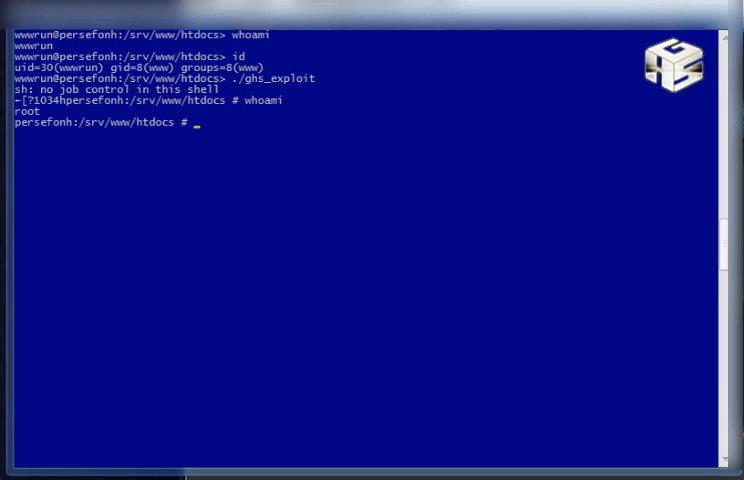 wwwrun@persefonh:/srv/www/htdocs> whoami
wwwrun
wwwrun@persefonh:/srv/www/htdocs> id
uid=30(wwwrun) gid=8(www) groups=8(www)
wwwrun@persefonh:/srv/www/htdocs> ./ghs_exploit
sh: no job control in this shell
←[?1034hpersefonh:/srv/www/htdocs # whoami
root
persefonh:/srv/www/htdocs # _
GHS